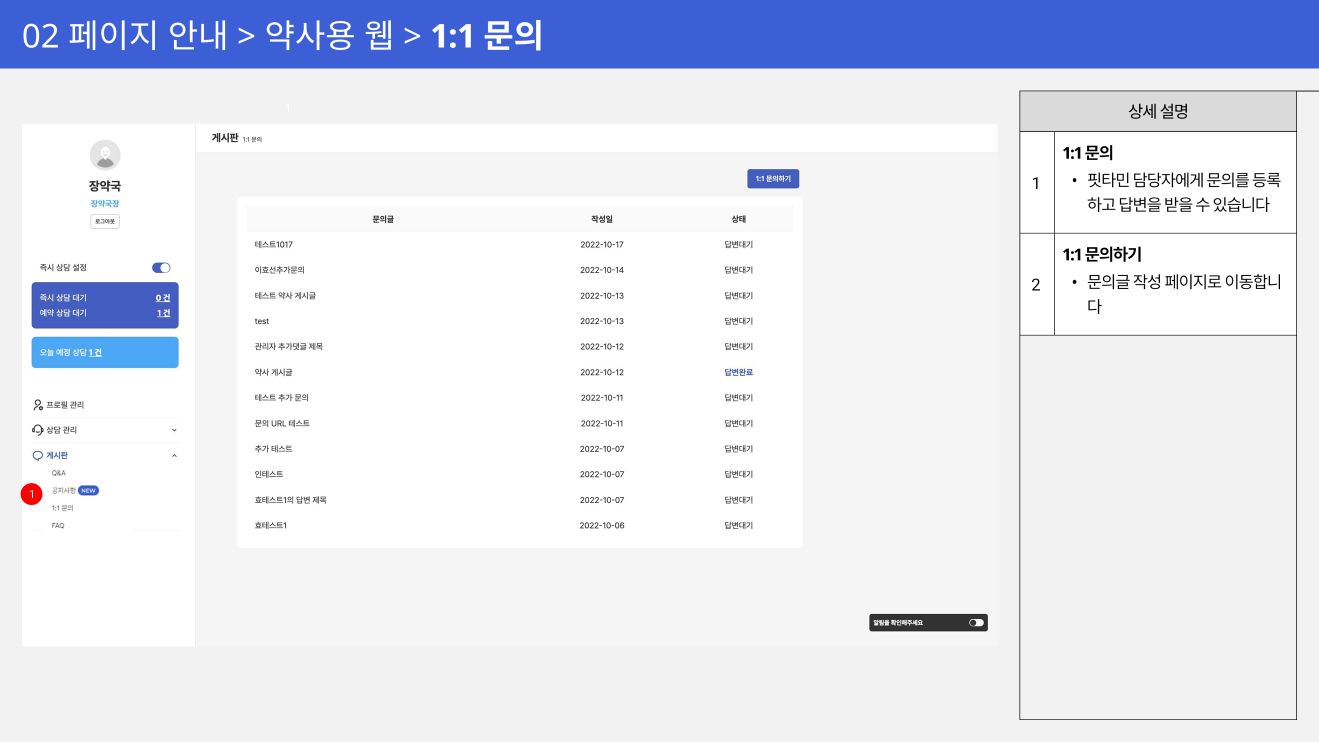 02 페이지 안내 > 약사용 웹 > 1:1 문의
1
장약국
장약국장
로그아웃
즉시 상담 설정
즉시 상담 대기 0 건
예약 상담 대기 1 건
오늘 예정 상담 1 건
프로필 관리
상담 관리
게시판
Q&A
1
공지사항 NEW
1:1 문의
FAQ
게시판 1:1 문의
1:1 문의하기
문의글 작성일 상태
테스트1017 2022-10-17 답변대기
이효선추가문의 2022-10-14 답변대기
테스트 약사 게시글 2022-10-13 답변대기
test 2022-10-13 답변대기
관리자 추가댓글 제목 2022-10-12 답변대기
약사 게시글 2022-10-12 답변완료
테스트 추가 문의 2022-10-11 답변대기
문의 URL 테스트 2022-10-11 답변대기
추가 테스트 2022-10-07 답변대기
인테스트 2022-10-07 답변대기
효테스트1의 답변 제목 2022-10-07 답변대기
효테스트1 2022-10-06 답변대기
알림을 확인해주세요
상세 설명
1
1:1 문의
• 핏타민 담당자에게 문의를 등록
하고 답변을 받을 수 있습니다
2
1:1 문의하기
• 문의글 작성 페이지로 이동합니
다